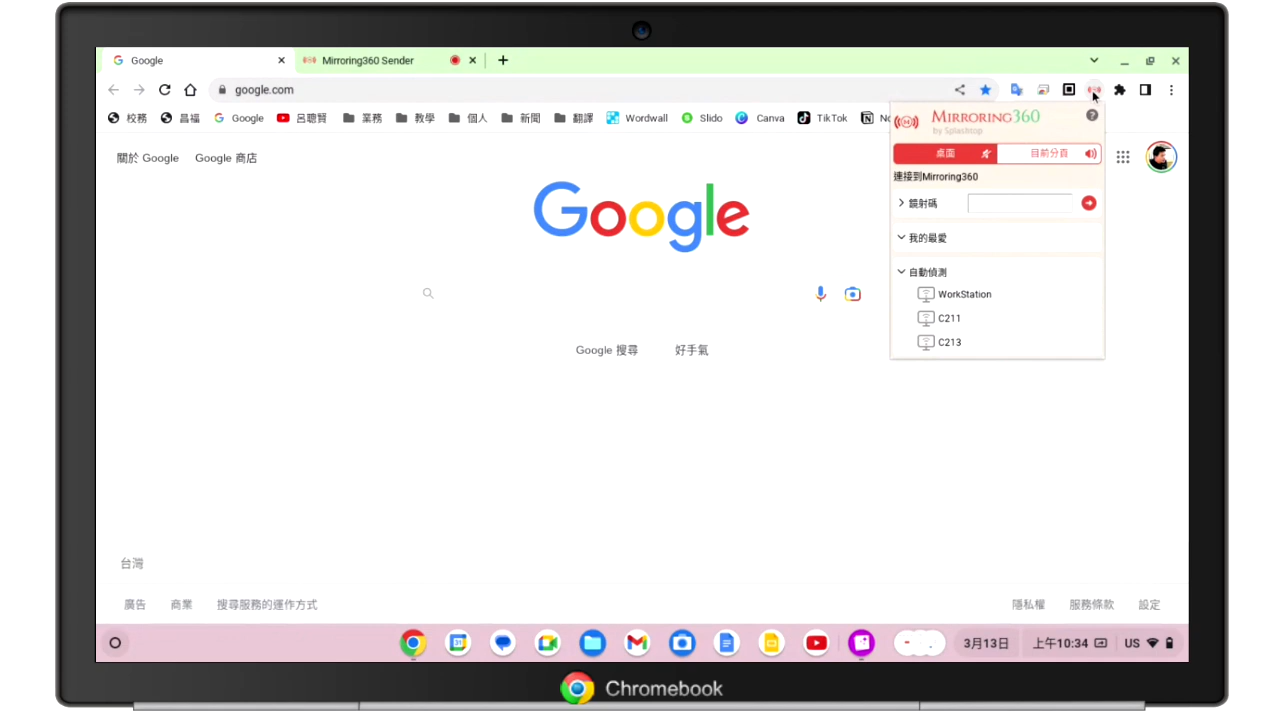 Google
Mirroring360 Sender
google.com
校務
昌福
Google
呂聰賢
業務
教學
個人
新聞
翻譯
Wordwall
Slido
Canva
TikTok
MIRRORING360
by Splashtop
桌面
目前分頁
連接到Mirroring360
鏡射碼
我的最愛
自動偵測
WorkStation
C211
C213
關於 Google
Google 商店
Google
Google 搜尋
好手氣
台灣
廣告
商業
搜尋服務的運作方式
隱私權
服務條款
設定
3月13日
上午10:34
US
Chromebook